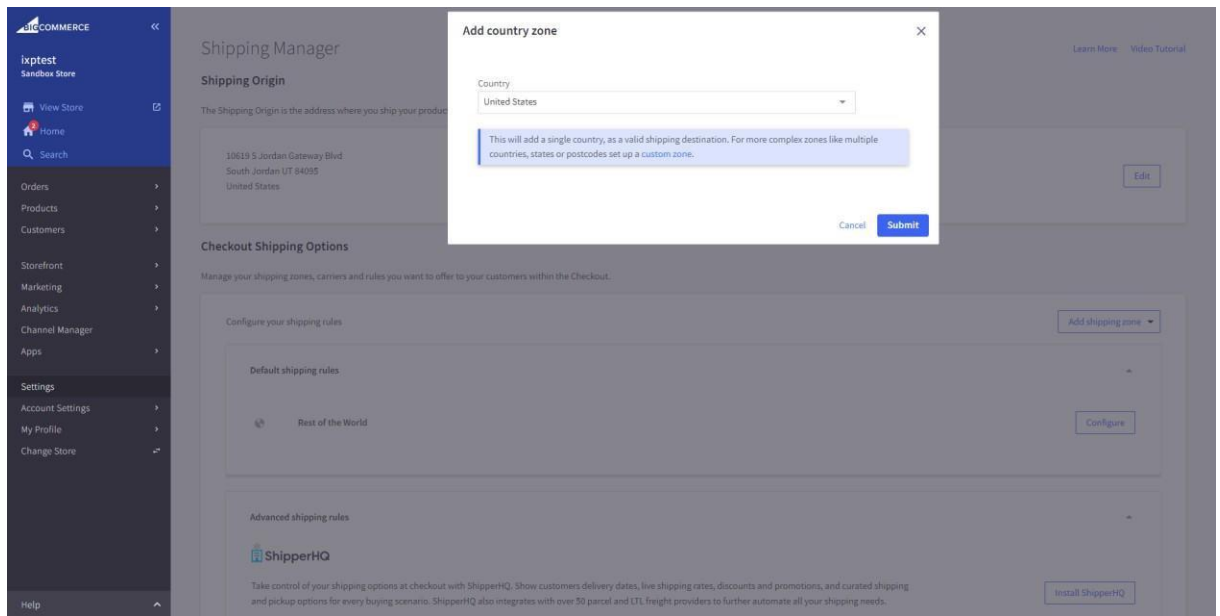 BIGCOMMERCE
ixptest
Sandbox Store
View Store
2
Home
Search
Orders
Products
Customers
Storefront
Marketing
Analytics
Channel Manager
Apps
Settings
Account Settings
My Profile
Change Store
Help
Shipping Manager
Learn More
Video Tutorial
Shipping Origin
The Shipping Origin is the address where you ship your produc
10619 S Jordan Gateway Blvd
South Jordan UT 84095
United States
Edit
Add country zone
Country
United States
This will add a single country, as a valid shipping destination. For more complex zones like multiple
countries, states or postcodes set up a custom zone.
Cancel
Submit
Checkout Shipping Options
Manage your shipping zones, carriers and rules you want to offer to your customers within the Checkout.
Configure your shipping rules
Add shipping zone
Default shipping rules
Rest of the World
Configure
Advanced shipping rules
ShipperHQ
Take control of your shipping options at checkout with ShipperHQ. Show customers delivery dates, live shipping rates, discounts and promotions, and curated shipping
and pickup options for every buying scenario. ShipperHQ also integrates with over 50 parcel and LTL freight providers to further automate all your shipping needs.
Install ShipperHQ